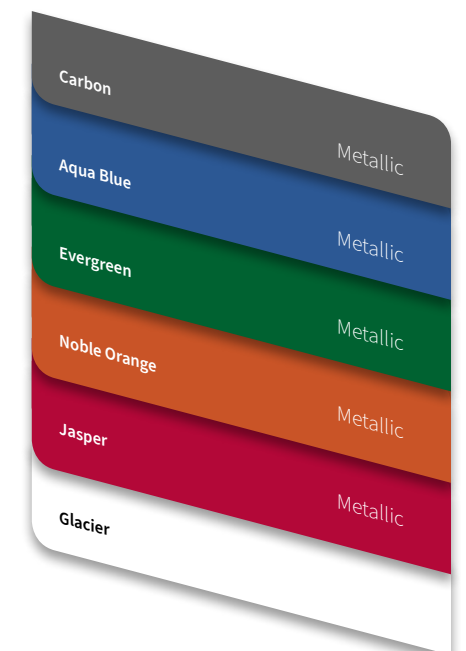 Carbon
Metallic
Aqua Blue
Metallic
Evergreen
Metallic
Noble Orange
Metallic
Jasper
Metallic
Glacier